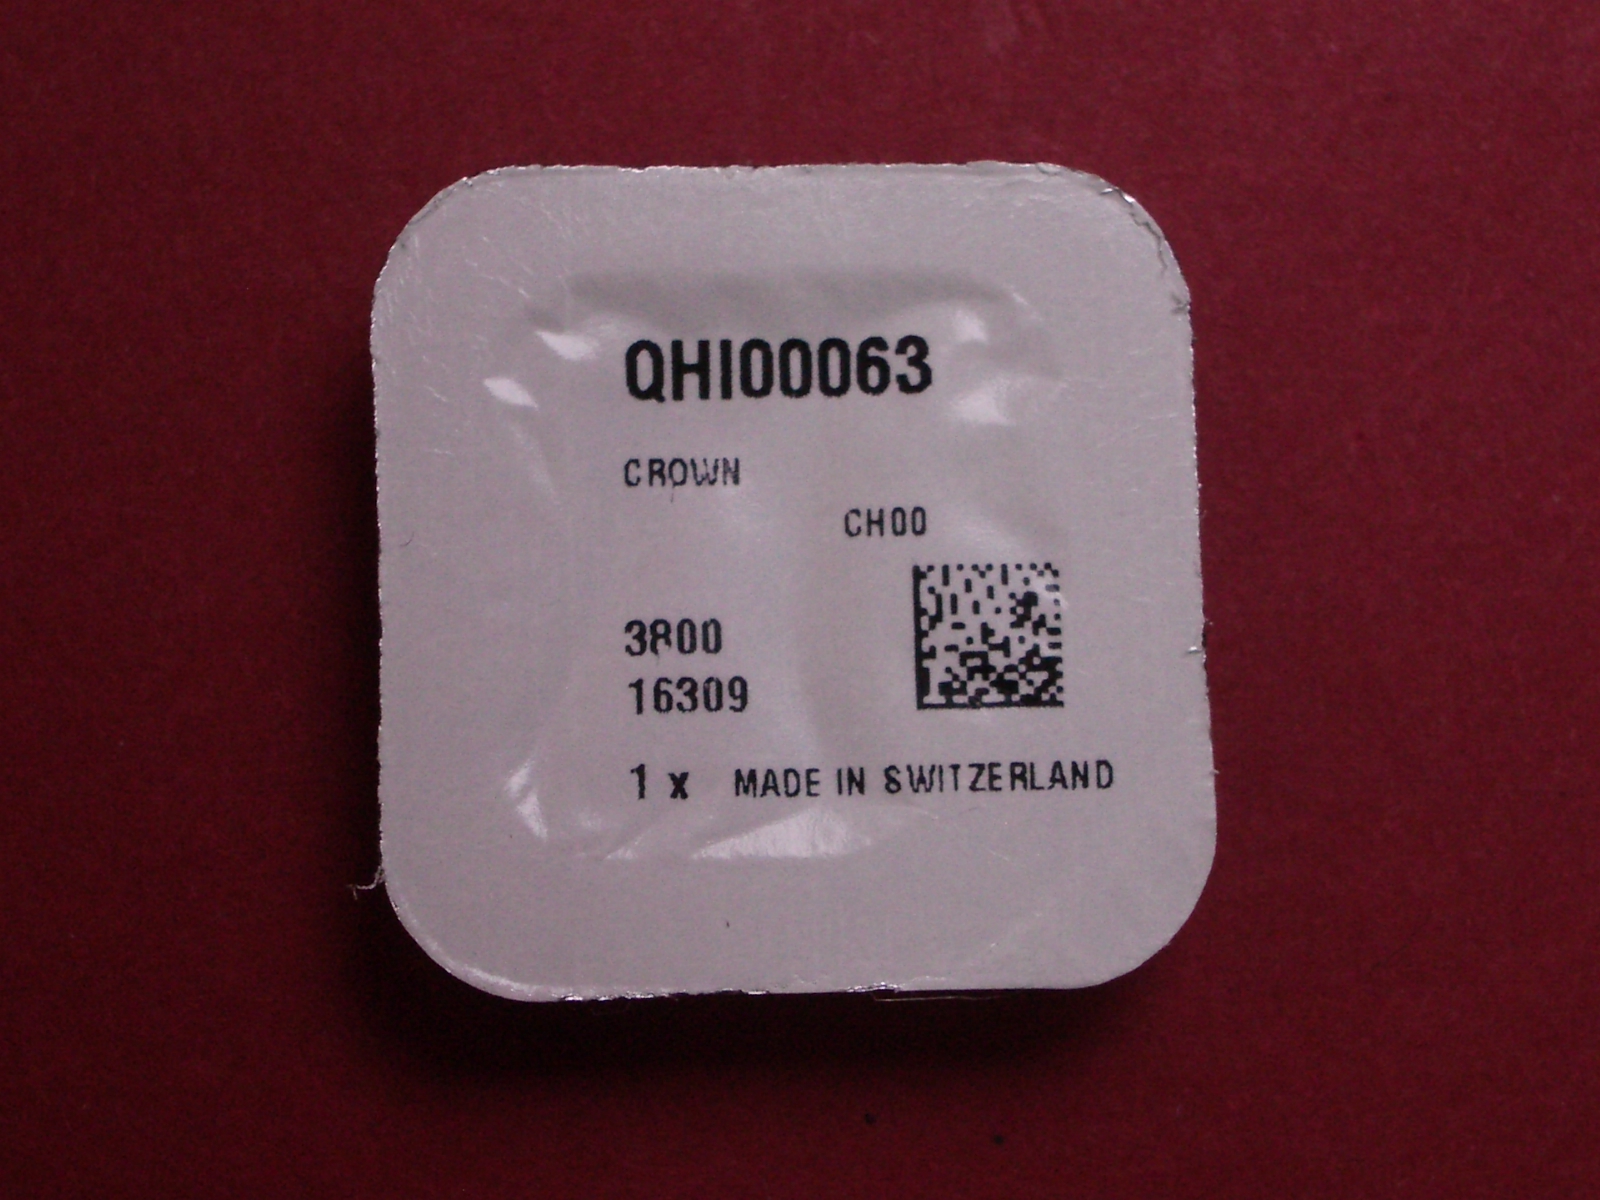 QHI00063
CROWN
CH00
3800
16309
1 x MADE IN SWITZERLAND